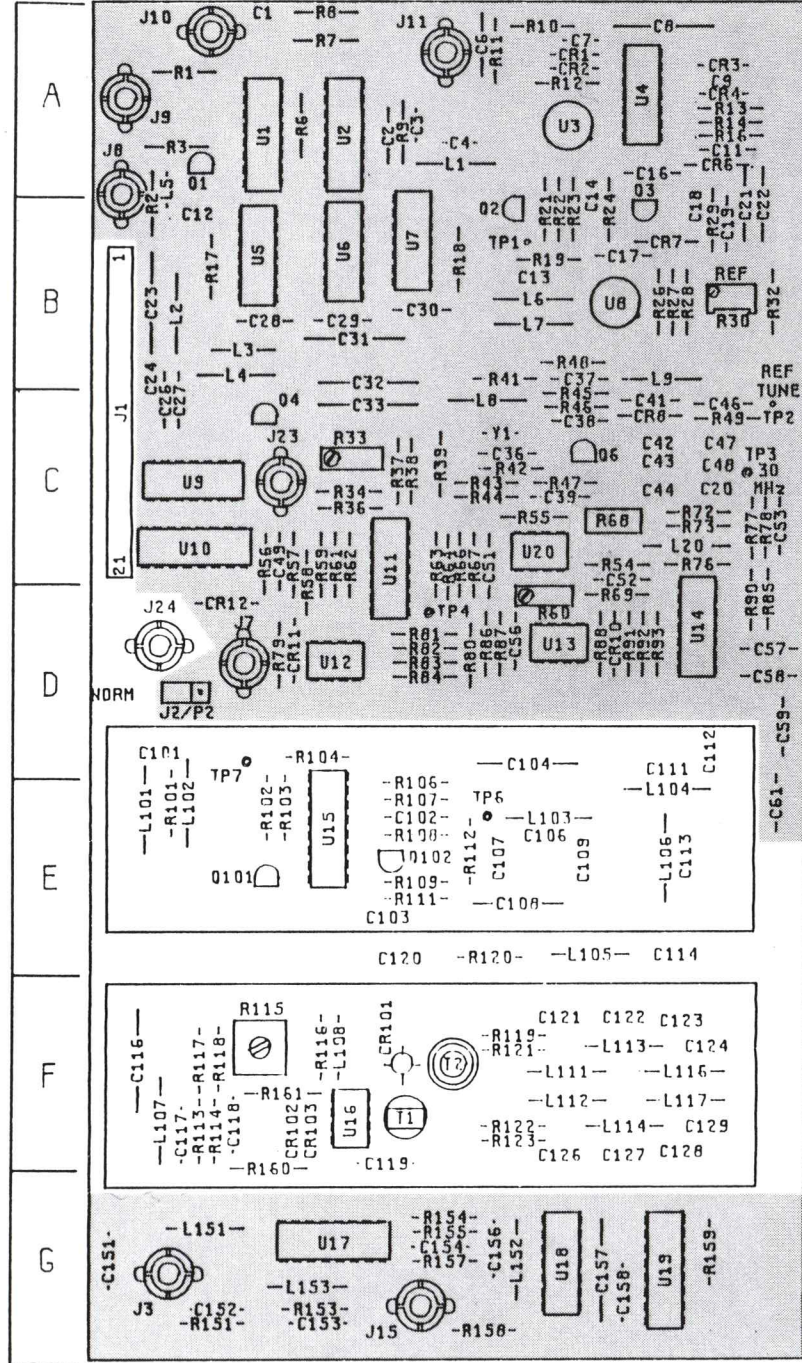 J10
C1
-R8-
-R7-
J11
C6
-R11-
-R10-
-C7-
-CR1-
-CR2-
-R12-
C8
A
-R1-
J9
U1
-R6-
U2
C2
-R9-
-C3-
-C4-
-L1-
U3
U4
-CR3-
C9
-CR4-
-R13-
-R14-
-R16-
-C11-
-CR6-
J8
-R3-
Q1
-R2-
-L5-
C12
-R17-
U5
U6
U7
-R18-
Q2
TP1
-R21-
-R22-
-R23-
C14
-R24-
-C16-
Q3
-C17-
-CR7-
C18
-R29-
-C19-
-C21-
-C22-
-R19-
C13
B
1
C23
-L2-
-C28-
-C29-
-C30-
C31
-L6-
-L7-
U8
-R26-
-R27-
-R28-
REF
R30
-R32-
-L3-
-L4-
C24
-C26-
-C27-
C32
C33
-R41-
-L8-
-R48-
-C37-
-R45-
-R46-
-C38-
-L9-
-C41-
-CR8-
REF
TUNE
-C46-
-R49-
TP2
J1
Q4
J23
R33
-R37-
-R38-
-R39-
-Y1-
-C36-
-R42-
-R43-
-R44-
Q6
-R47-
-C39-
C42
C43
C44
C47
C48
C20
TP3
30
MHz
C
U9
-R34-
-R36-
-R55-
R68
-R72-
-R73-
-R77-
-R78-
-C53-
21
U10
-R56-
-C49-
-R57-
-R58-
-R59-
-R61-
-R62-
U11
-R63-
-R64-
-R66-
-R67-
-C51-
U20
-R54-
-C52-
-R69-
-L20-
-R76-
-R90-
-R85-
J24
-CR12-
J7
TP4
R60
D
-R79-
-CR11-
U12
-R81-
-R82-
-R83-
-R84-
-R80-
-R86-
-R87-
-C56-
U13
-R88-
-CR10-
-R91-
-R92-
-R93-
U14
-C57-
-C58-
-C59-
NORM
J2/P2
C101
-L101-
-R101-
-L102-
TP7
-R102-
-R103-
-R104-
U15
-R106-
-R107-
-C102-
-R108-
Q102
-R109-
-R111-
TP6
-C104-
-L103-
C106
-R112-
C107
C109
-C108-
C111
C112
-L104-
-L106-
C113
-C61-
E
Q101
C103
C120
-R120-
-L105-
C114
F
-C116-
-L107-
-C117-
-R113-
-R117-
-R114-
-R118-
-C118-
R115
-R161-
CR102
CR103
-R160-
-R116-
-L108-
U16
-C119-
CR101
T2
T1
-R119-
-R121-
C121
C122
C123
-L113-
C124
-L111-
-L116-
-L112-
-L117-
-R122-
-R123-
-L114-
C129
C126
C127
C128
G
-C151-
-L151-
J3
-C152-
-R151-
U17
-L153-
-R153-
-C153-
J15
-R154-
-R155-
-C154-
-R157-
-R158-
-C156-
-L152-
U18
-C157-
-C158-
U19
-R159-